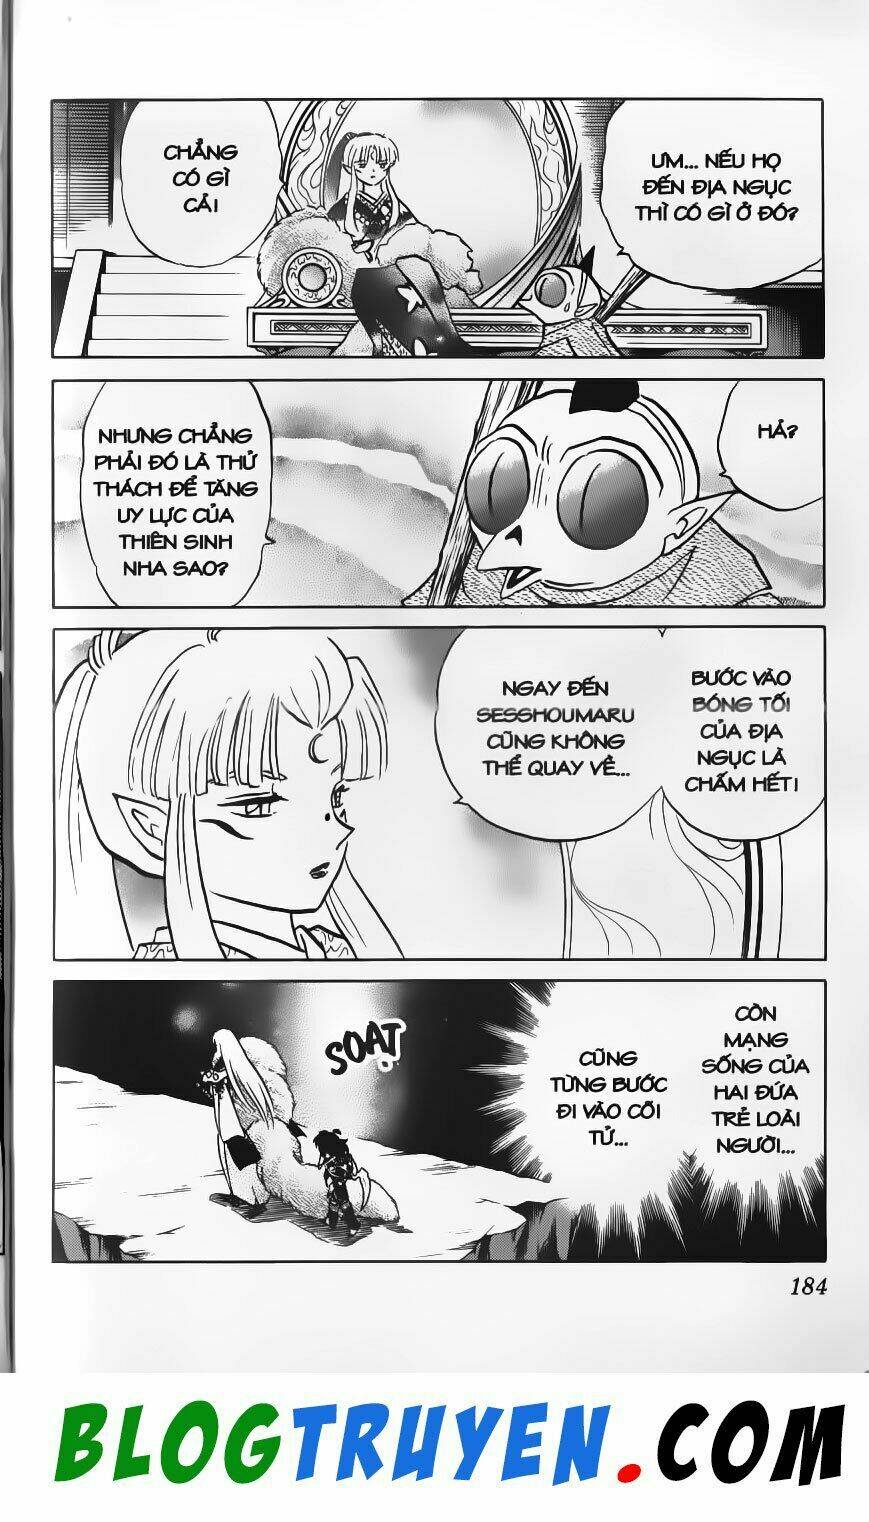 ƯM... NẾU HỌ
ĐẾN ĐỊA NGỤC
THÌ CÓ GÌ Ở ĐÓ?
CHẲNG
CÓ GÌ
CẢ!
HẢ?
NHƯNG CHẲNG
PHẢI ĐÓ LÀ THỬ
THÁCH ĐỂ TĂNG
UY LỰC CỦA
THIÊN SINH
NHA SAO?
BƯỚC VÀO
BÓNG TỐI
CỦA ĐỊA
NGỤC LÀ
CHẤM HẾT!
NGAY ĐẾN
SESSHOUMARU
CŨNG KHÔNG
THỂ QUAY VỀ...
CÒN
MẠNG
SỐNG CỦA
HAI ĐỨA
TRẺ LOÀI
NGƯỜI...
CŨNG
TỪNG BƯỚC
ĐI VÀO CÕI
TỬ...
SOẠT
184
BLOGTRUYEN.COM